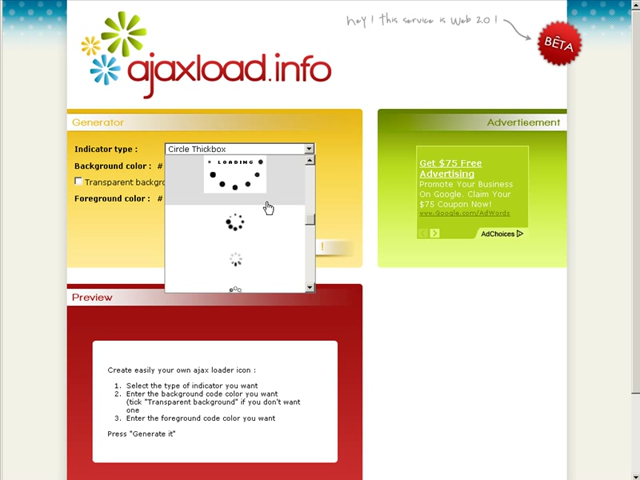 hey! this service is Web 2.0!
BÊTA
ajaxload.info
Generator
Advertisement
Indicator type :
Circle Thickbox
Background color : #
Transparent backgro
Foreground color : #
LOADING
!
Get $75 Free
Advertising
Promote Your Business
On Google. Claim Your
$75 Coupon Now!
www.Google.com/AdWords
AdChoices
Preview
Create easily your own ajax loader icon :
1. Select the type of indicator you want
2. Enter the background code color you want
(tick "Transparent background" if you don't want
one
3. Enter the foreground code color you want
Press "Generate it"